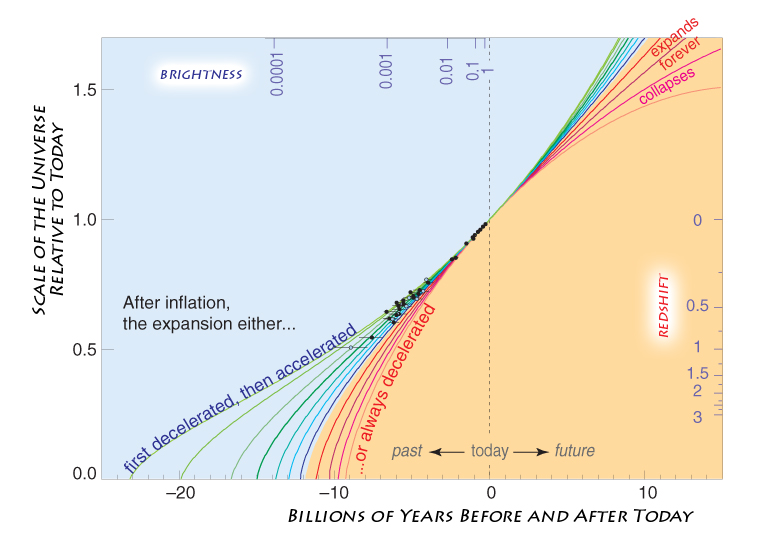 0.0001
0.001
0.01
0.1
1
BRIGHTNESS
expands
forever
collapses
1.5
1.0
0.5
0.0
SCALE OF THE UNIVERSE
RELATIVE TO TODAY
After inflation,
the expansion either...
first decelerated, then accelerated
...or always decelerated
REDSHIFT
0
0.5
1
1.5
2
3
past today future
−20 −10 0 10
BILLIONS OF YEARS BEFORE AND AFTER TODAY